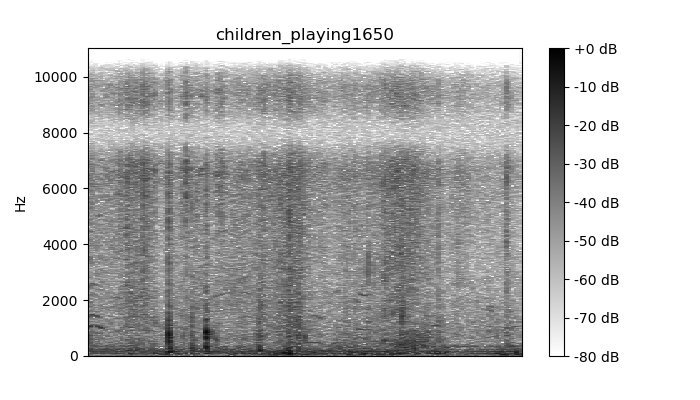 children_playing1650
Hz
10000
8000
6000
4000
2000
0
+0 dB
-10 dB
-20 dB
-30 dB
-40 dB
-50 dB
-60 dB
-70 dB
-80 dB